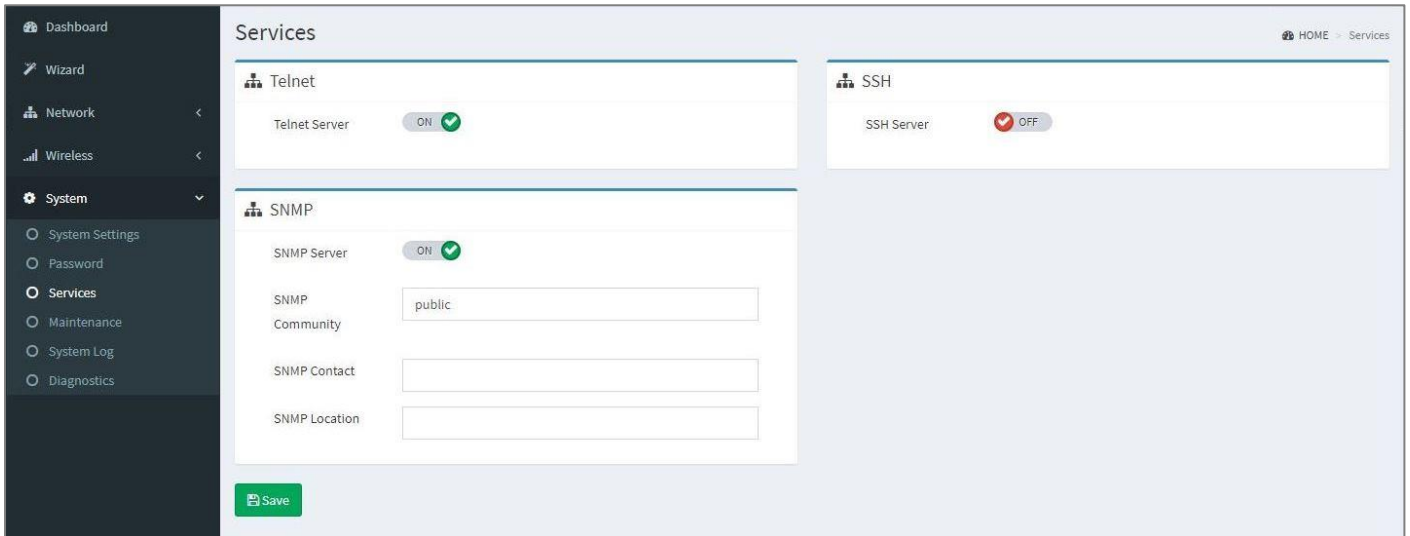 Dashboard
Wizard
Network
Wireless
System
System Settings
Password
Services
Maintenance
System Log
Diagnostics
Services
HOME > Services
Telnet
Telnet Server
ON
SSH
SSH Server
OFF
SNMP
SNMP Server
ON
SNMP
Community
public
SNMP Contact
SNMP Location
Save